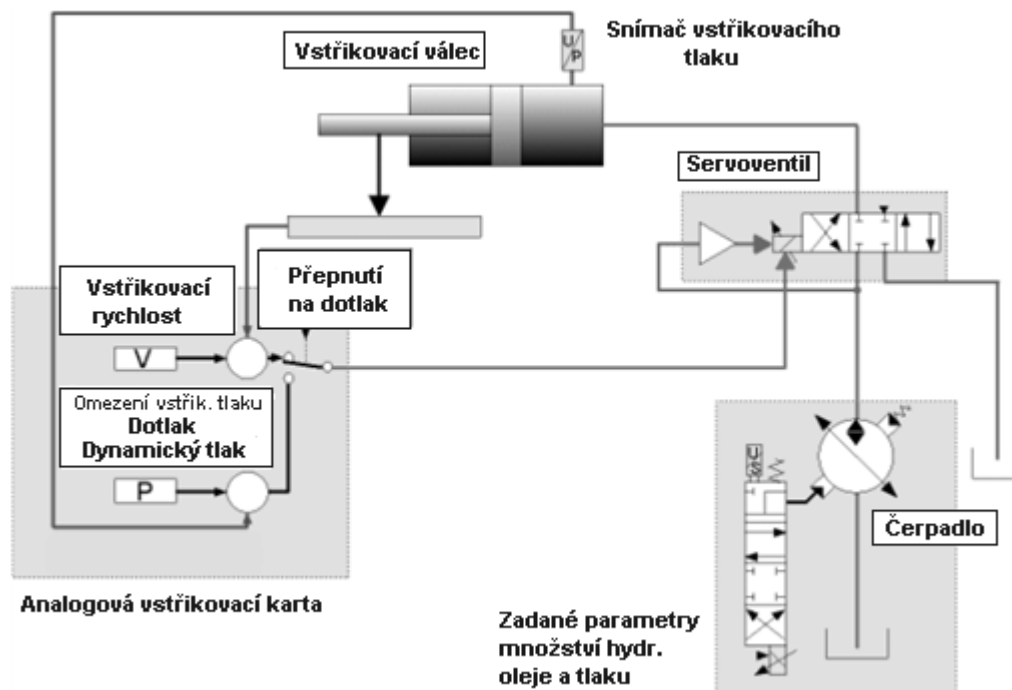 Snímač vstřikovacího
tlaku
U
P
Vstřikovací válec
Servoventil
Vstřikovací
rychlost
Přepnutí
na dotlak
V
Omezení vstřik. tlaku
Dotlak
Dynamický tlak
P
Čerpadlo
Analogová vstřikovací karta
Zadané parametry
množství hydr.
oleje a tlaku